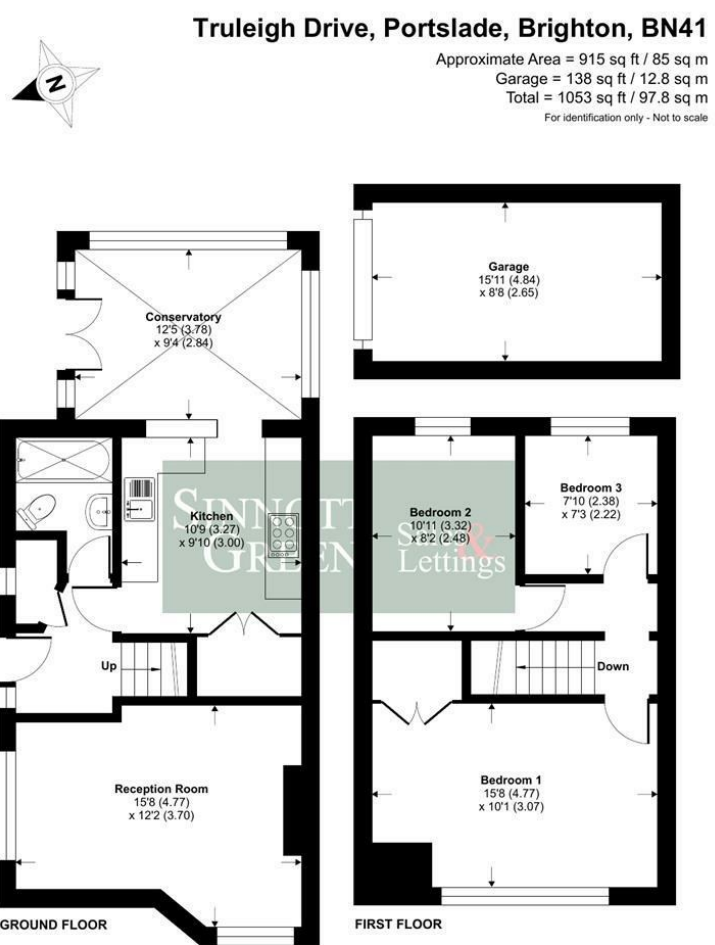 Truleigh Drive, Portslade, Brighton, BN41
Approximate Area = 915 sq ft / 85 sq m
Garage = 138 sq ft / 12.8 sq m
Total = 1053 sq ft / 97.8 sq m
For identification only - Not to scale
N
Garage
15'11 (4.84)
x 8'8 (2.65)
Conservatory
12'5 (3.78)
x 9'4 (2.84)
Kitchen
10'9 (3.27)
x 9'10 (3.00)
Bedroom 2
10'11 (3.32)
x 8'2 (2.48)
Bedroom 3
7'10 (2.38)
x 7'3 (2.22)
Up
Down
Reception Room
15'8 (4.77)
x 12'2 (3.70)
Bedroom 1
15'8 (4.77)
x 10'1 (3.07)
GROUND FLOOR
FIRST FLOOR
SINNOTT
GREEN
&
Lettings